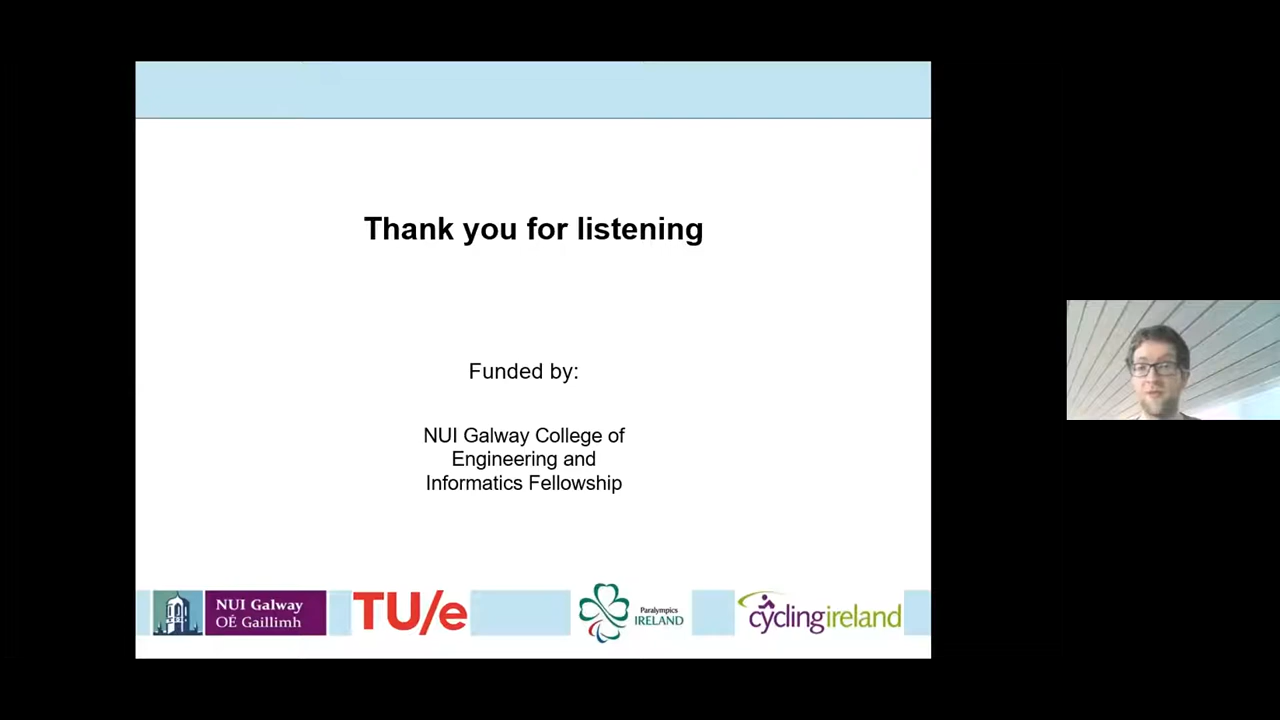 Thank you for listening
Funded by:
NUI Galway College of
Engineering and
Informatics Fellowship
NUI Galway
OÉ Gaillimh
TU/e
Paralympics
IRELAND
cyclingireland